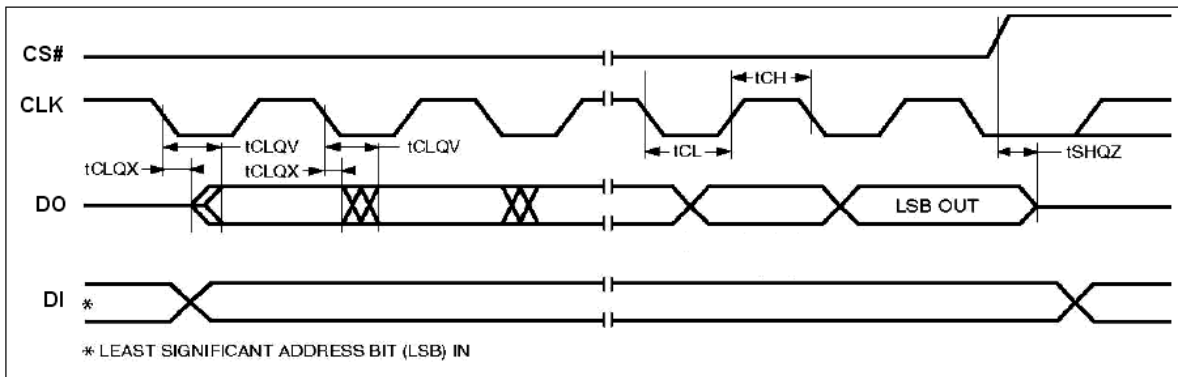 CS#
tCH
CLK
tCLQV
tCLQV
tCL
tSHQZ
tCLQX
tCLQX
DO
LSB OUT
DI
*
* LEAST SIGNIFICANT ADDRESS BIT (LSB) IN